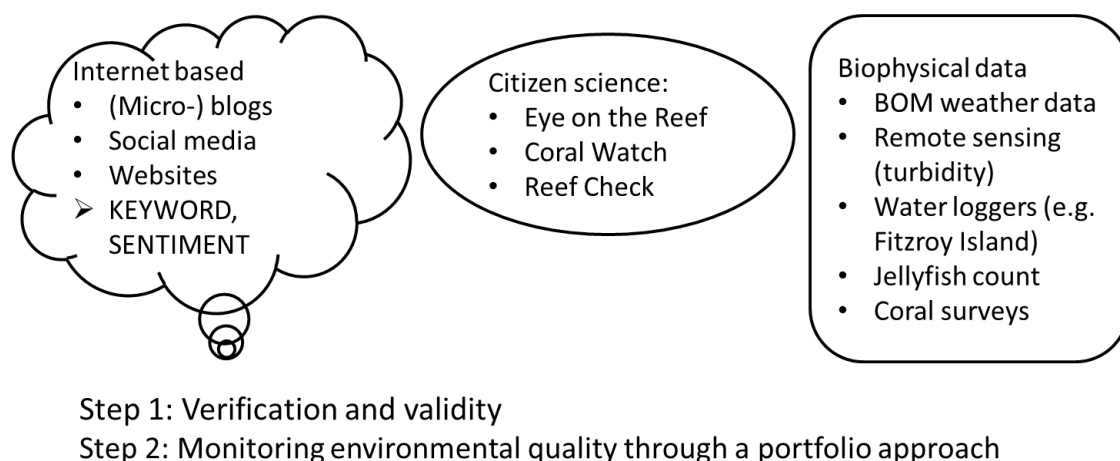 Internet based
• (Micro-) blogs
• Social media
• Websites
➢ KEYWORD,
SENTIMENT
Citizen science:
• Eye on the Reef
• Coral Watch
• Reef Check
Biophysical data
• BOM weather data
• Remote sensing
(turbidity)
• Water loggers (e.g.
Fitzroy Island)
• Jellyfish count
• Coral surveys
Step 1: Verification and validity
Step 2: Monitoring environmental quality through a portfolio approach